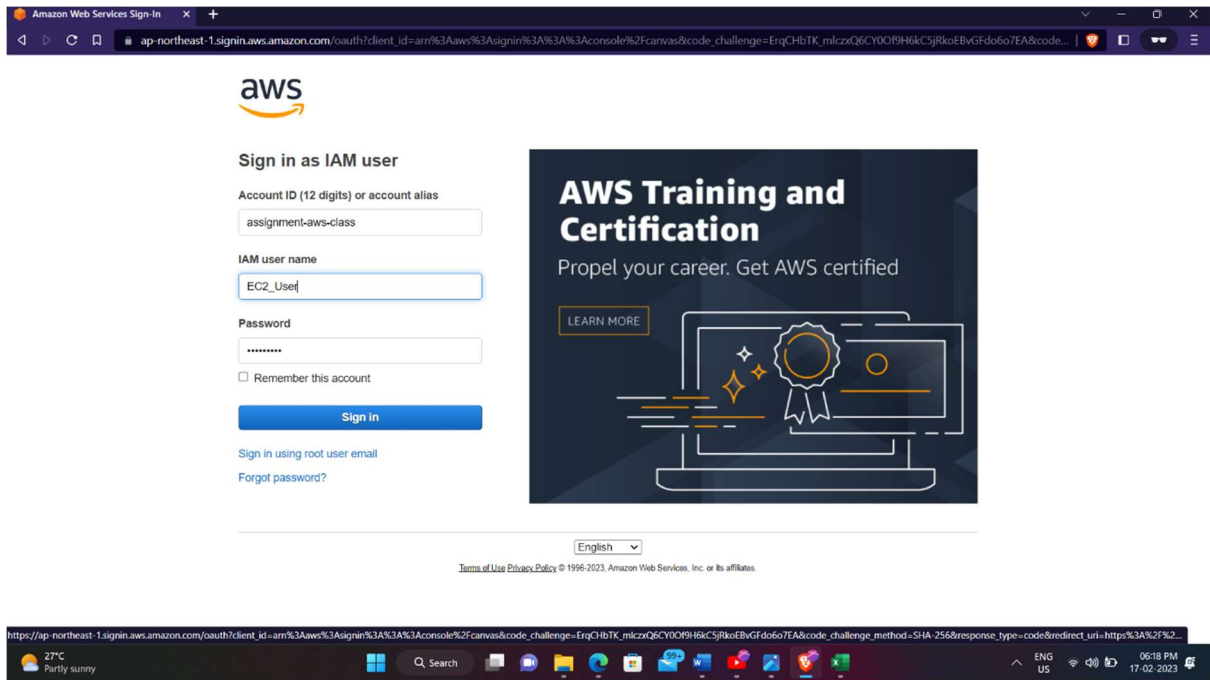 Amazon Web Services Sign-In
ap-northeast-1.signin.aws.amazon.com/oauth?client_id=arn%3Aaws%3Asignin%3A%3A%3Aconsole%2Fcanvas&code_challenge=ErqCHbTK_mlczxQ6CY0Of9H6kC5jRkoEBvGFdo6o7EA&code...
aws
Sign in as IAM user
Account ID (12 digits) or account alias
assignment-aws-class
IAM user name
EC2_User
Password
•••••••••
Remember this account
Sign in
Sign in using root user email
Forgot password?
AWS Training and
Certification
Propel your career. Get AWS certified
LEARN MORE
English
Terms of Use Privacy Policy © 1996-2023, Amazon Web Services, Inc. or its affiliates.
https://ap-northeast-1.signin.aws.amazon.com/oauth?client_id=arn%3Aaws%3Asignin%3A%3A%3Aconsole%2Fcanvas&code_challenge=ErqCHbTK_mlczxQ6CY0Of9H6kC5jRkoEBvGFdo6o7EA&code_challenge_method=SHA-256&response_type=code&redirect_uri=https%3A%2F%2...
27°C
Partly sunny
Search
99+
ENG
US
06:18 PM
17-02-2023